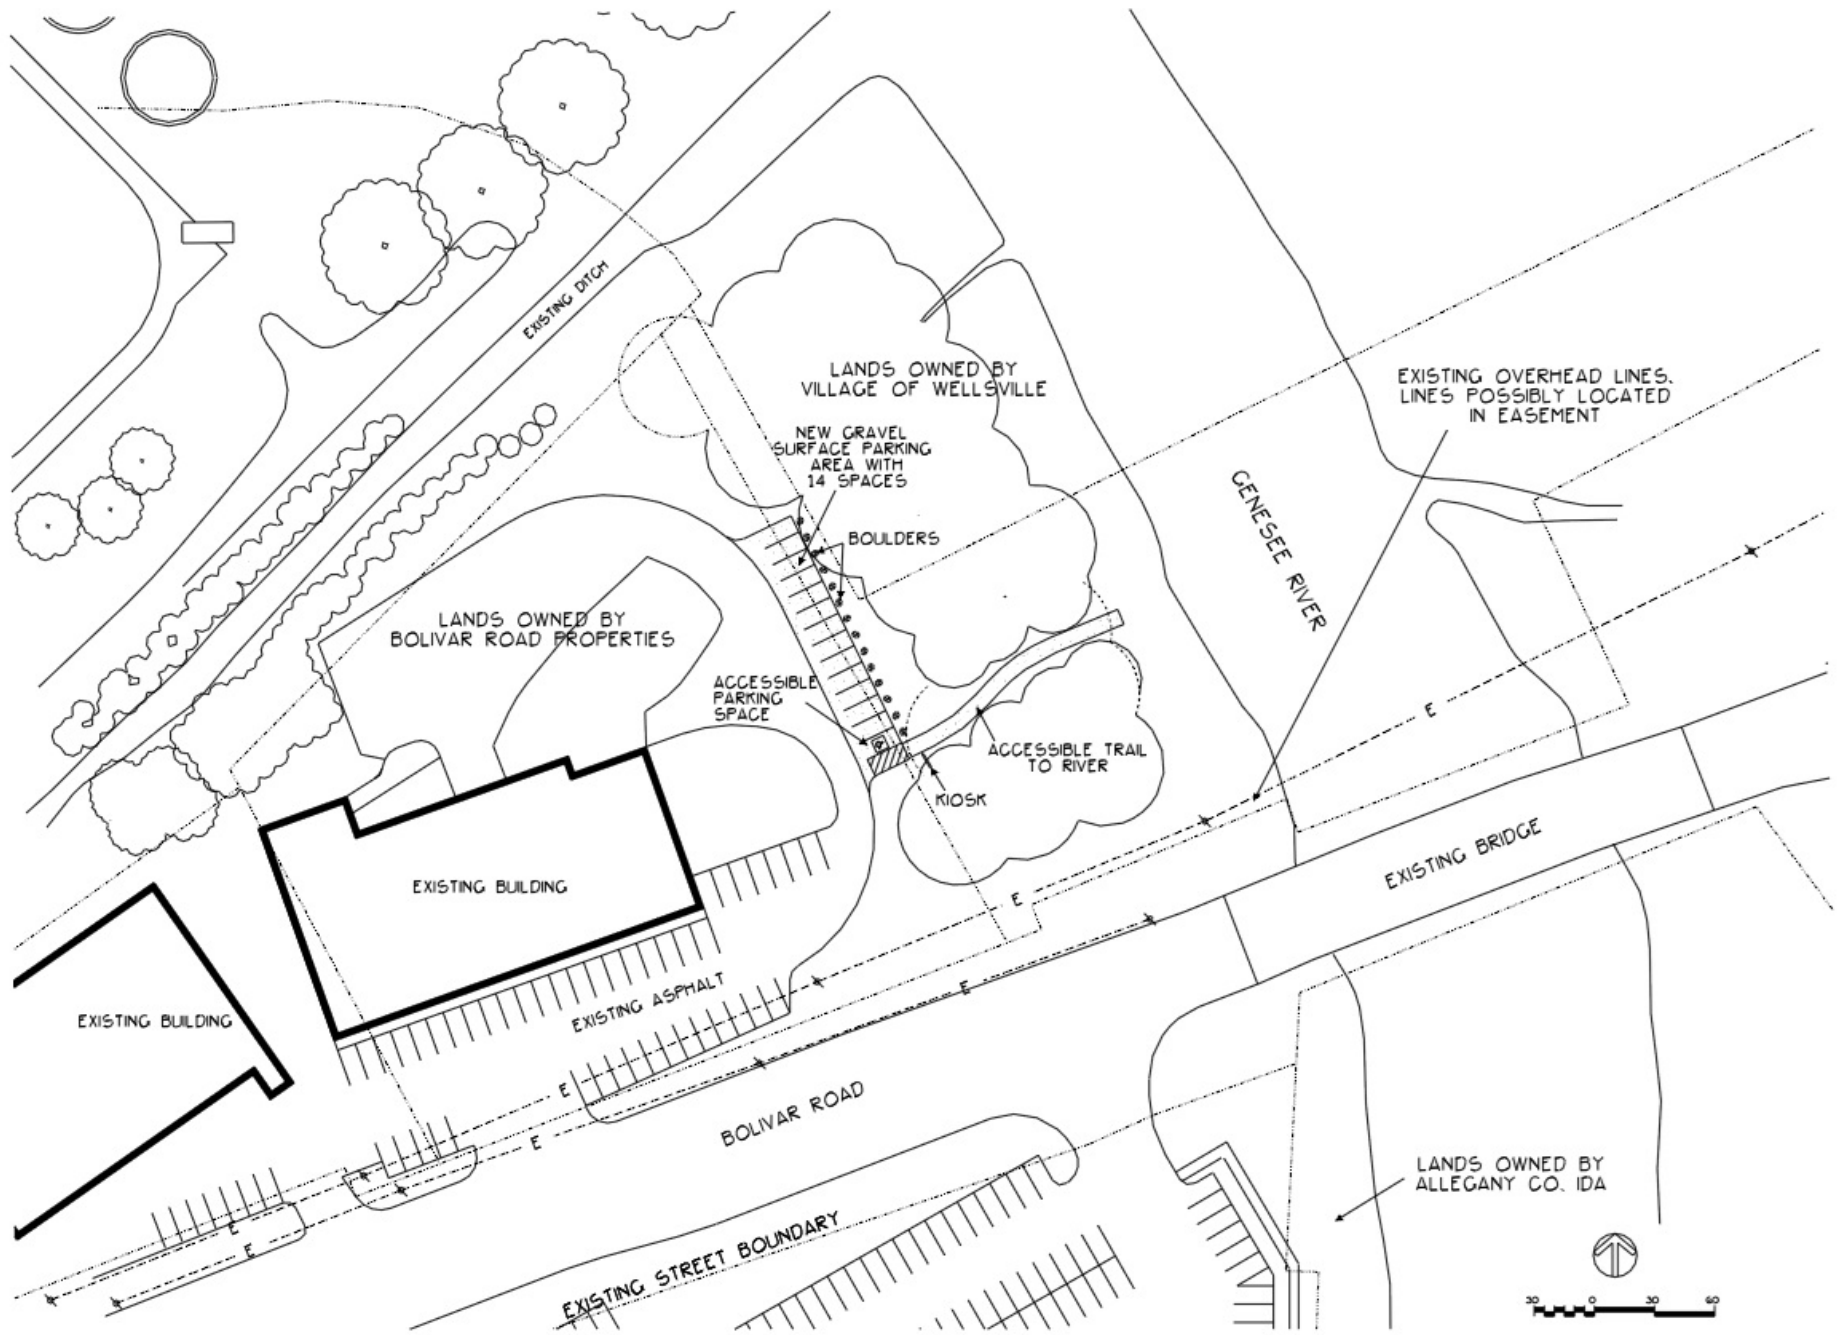 EXISTING DITCH
LANDS OWNED BY
VILLAGE OF WELLSVILLE
EXISTING OVERHEAD LINES.
LINES POSSIBLY LOCATED
IN EASEMENT
NEW GRAVEL
SURFACE PARKING
AREA WITH
14 SPACES
BOULDERS
GENESEE RIVER
LANDS OWNED BY
BOLIVAR ROAD PROPERTIES
ACCESSIBLE
PARKING
SPACE
ACCESSIBLE TRAIL
TO RIVER
KIOSK
E
EXISTING BRIDGE
EXISTING BUILDING
E
E
EXISTING ASPHALT
EXISTING BUILDING
E
E
BOLIVAR ROAD
LANDS OWNED BY
ALLEGANY CO. IDA
E
E
EXISTING STREET BOUNDARY
30 0 30 60